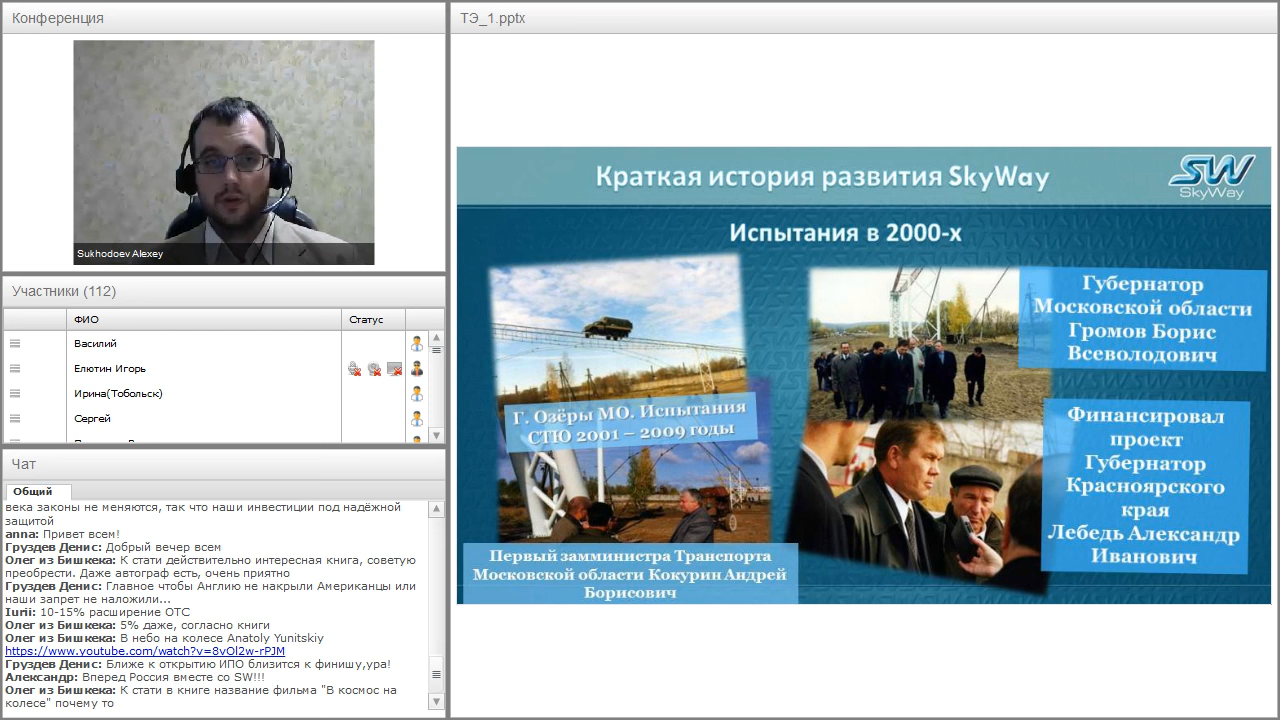 Конференция
Sukhodoev Alexey
Участники (112)
ФИО
Статус
Василий
Елютин Игорь
Ирина(Тобольск)
Сергей
Чат
Общий
века законы не меняются, так что наши инвестиции под надёжной
защитой
anna: Привет всем!
Груздев Денис: Добрый вечер всем
Олег из Бишкека: К стати действительно интересная книга, советую
преобрести. Даже автограф есть, очень приятно
Груздев Денис: Главное чтобы Англию не накрыли Американцы или
наши запрет не наложили...
Iurii: 10-15% расширение ОТС
Олег из Бишкека: 5% даже, согласно книги
Олег из Бишкека: В небо на колесе Anatoly Yunitskiy
https://www.youtube.com/watch?v=8vOl2w-rPJM
Груздев Денис: Ближе к открытию ИПО близится к финишу,ура!
Александр: Вперед Россия вместе со SW!!!
Олег из Бишкека: К стати в книге название фильма "В космос на
колесе" почему то
ТЭ_1.pptx
Краткая история развития SkyWay
SW
SkyWay
Испытания в 2000-х
Г. Озёры МО. Испытания
СТЮ 2001 – 2009 годы
Первый замминистра Транспорта
Московской области Кокурин Андрей
Борисович
Губернатор
Московской области
Громов Борис
Всеволодович
Финансировал
проект
Губернатор
Красноярского
края
Лебедь Александр
Иванович